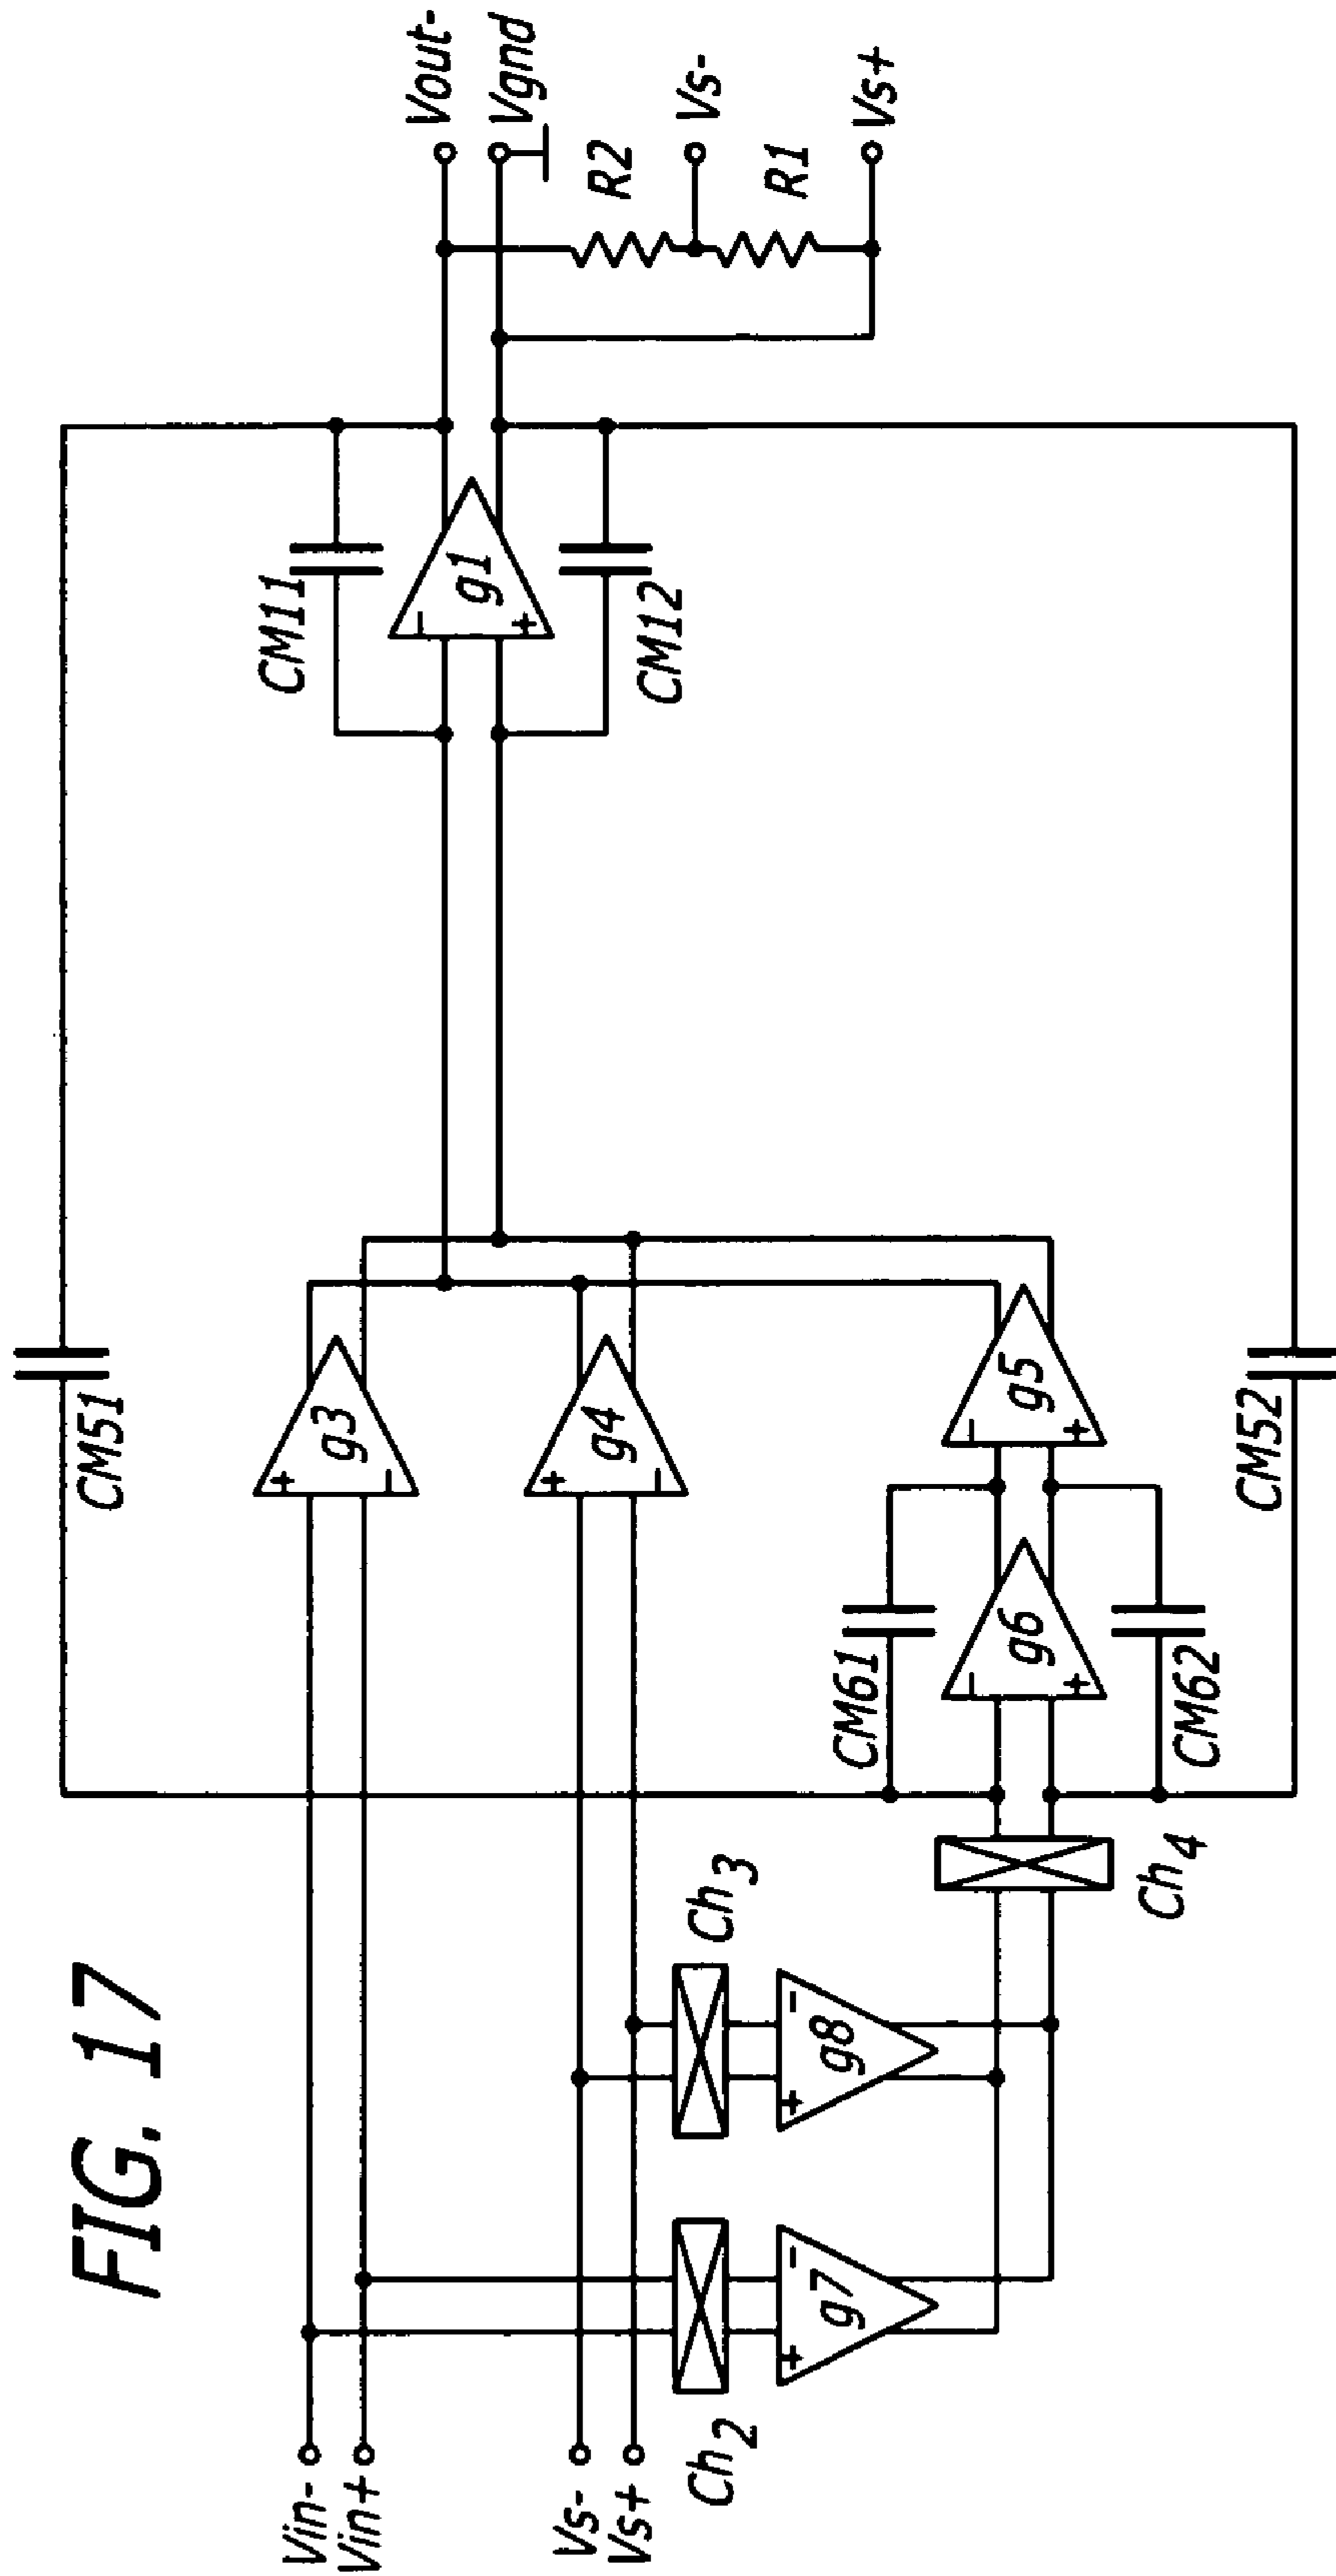 FIG. 17
Vin-
Vin+
Vs-
Vs+
Ch2
Ch3
Ch4
+
-
g7
+
-
g8
CM51
+
g3
-
+
g4
-
CM61
-
g6
+
CM62
-
g5
+
CM52
CM11
-
g1
+
CM12
Vout-
Vgnd
R2
Vs-
R1
Vs+